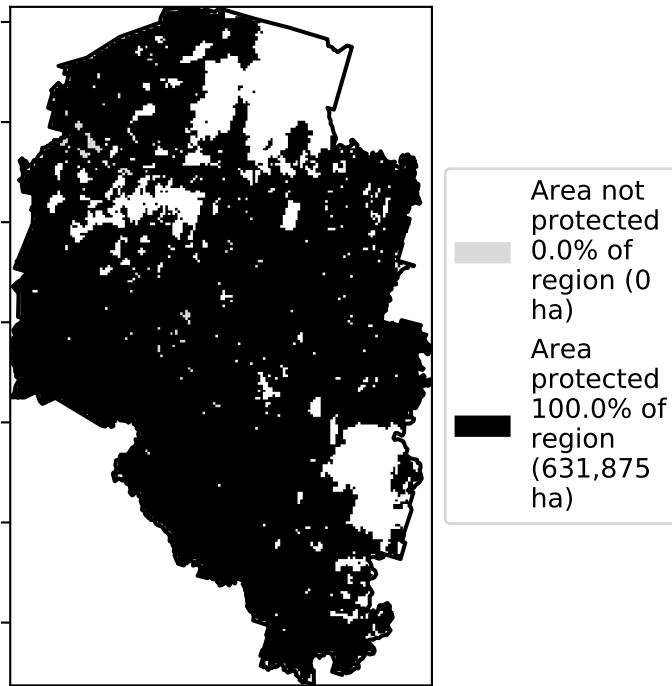 Area not
protected
0.0% of
region (0
ha)
Area
protected
100.0% of
region
(631,875
ha)